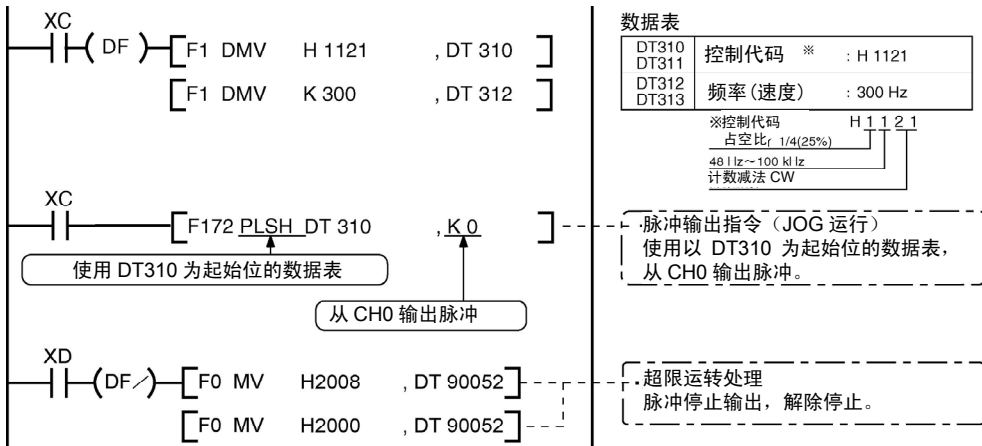 XC
DF
F1 DMV H 1121 , DT 310
F1 DMV K 300 , DT 312
XC
F172 PLSH DT 310 , K 0
使用 DT310 为起始位的数据表
从 CH0 输出脉冲
XD
DF/
F0 MV H2008 , DT 90052
F0 MV H2000 , DT 90052
数据表
DT310
DT311
控制代码 ※ : H 1121
DT312
DT313
频率(速度) : 300 Hz
※控制代码 H 1 1 2 1
占空比r 1/4(25%)
48 Hz~100 kHz
计数减法 CW
脉冲输出指令（JOG 运行）
使用以 DT310 为起始位的数据表，
从 CH0 输出脉冲。
超限运转处理
脉冲停止输出，解除停止。